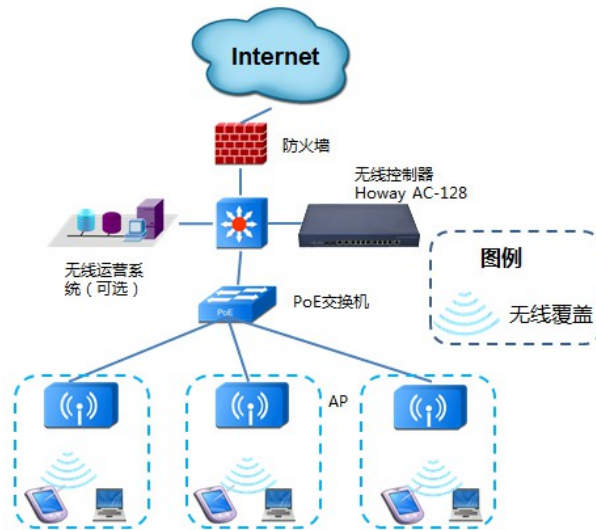 Internet
防火墙
无线控制器
Howay AC-128
无线运营系
统（可选）
图例
无线覆盖
PoE交换机
PoE
AP